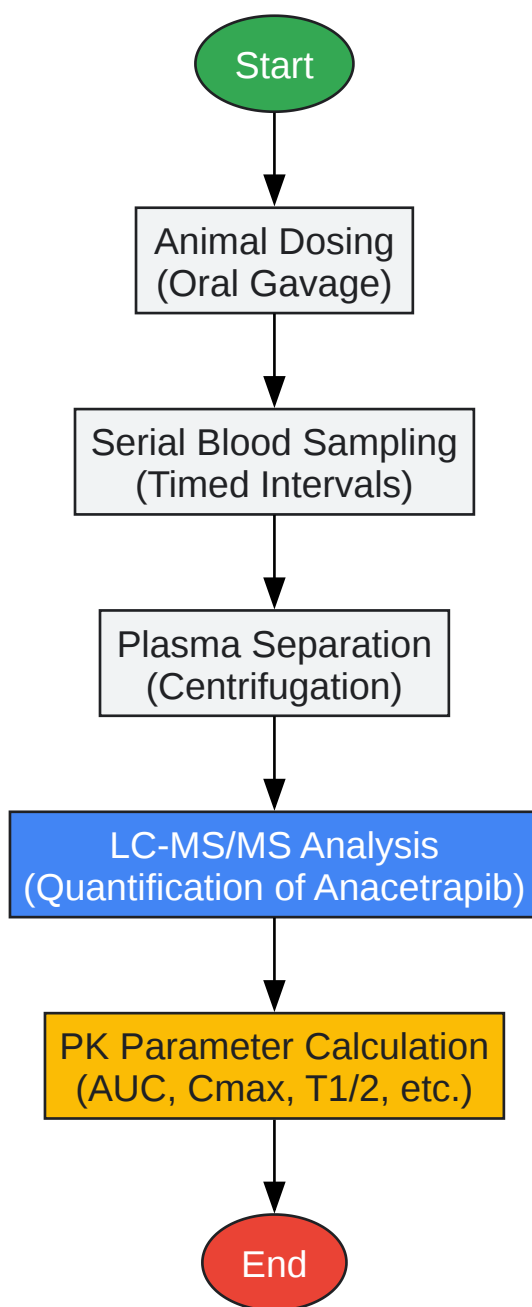 Start
Animal Dosing
(Oral Gavage)
Serial Blood Sampling
(Timed Intervals)
Plasma Separation
(Centrifugation)
LC-MS/MS Analysis
(Quantification of Anacetrapib)
PK Parameter Calculation
(AUC, Cmax, T1/2, etc.)
End